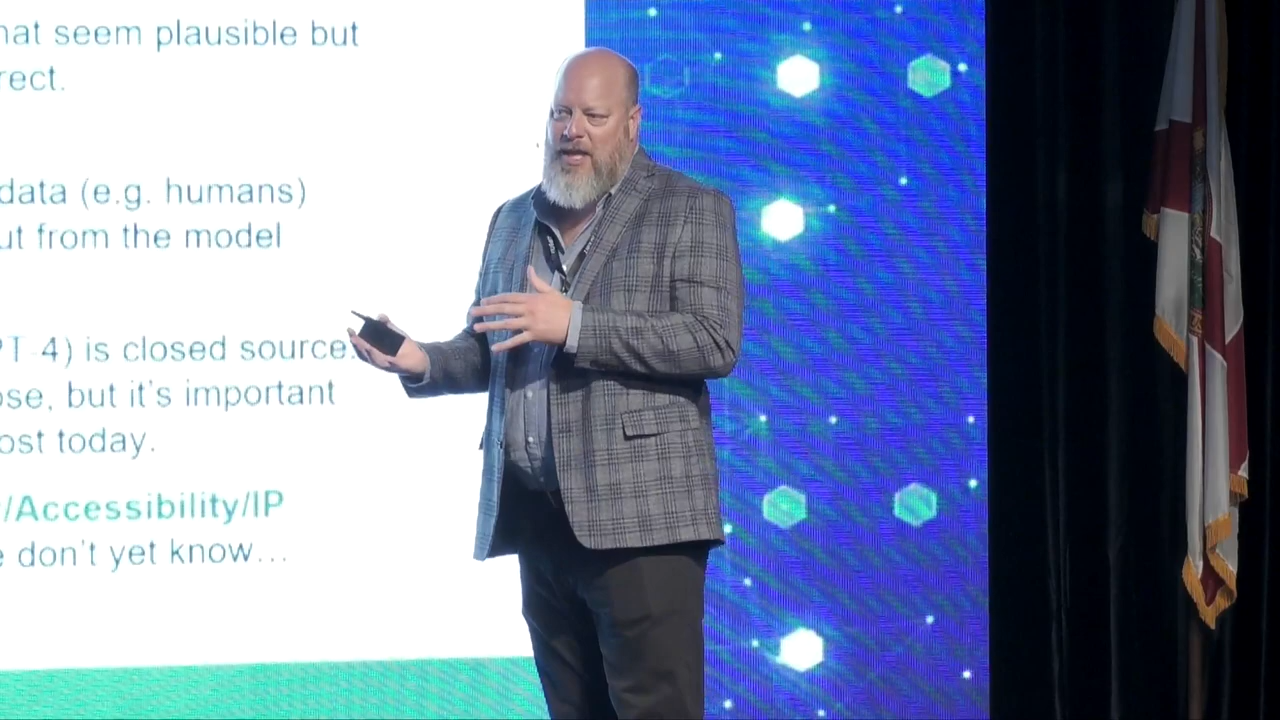 hat seem plausible but
rect.
data (e.g. humans)
ut from the model
PT-4) is closed source.
ose, but it's important
ost today.
/Accessibility/IP
e don't yet know...